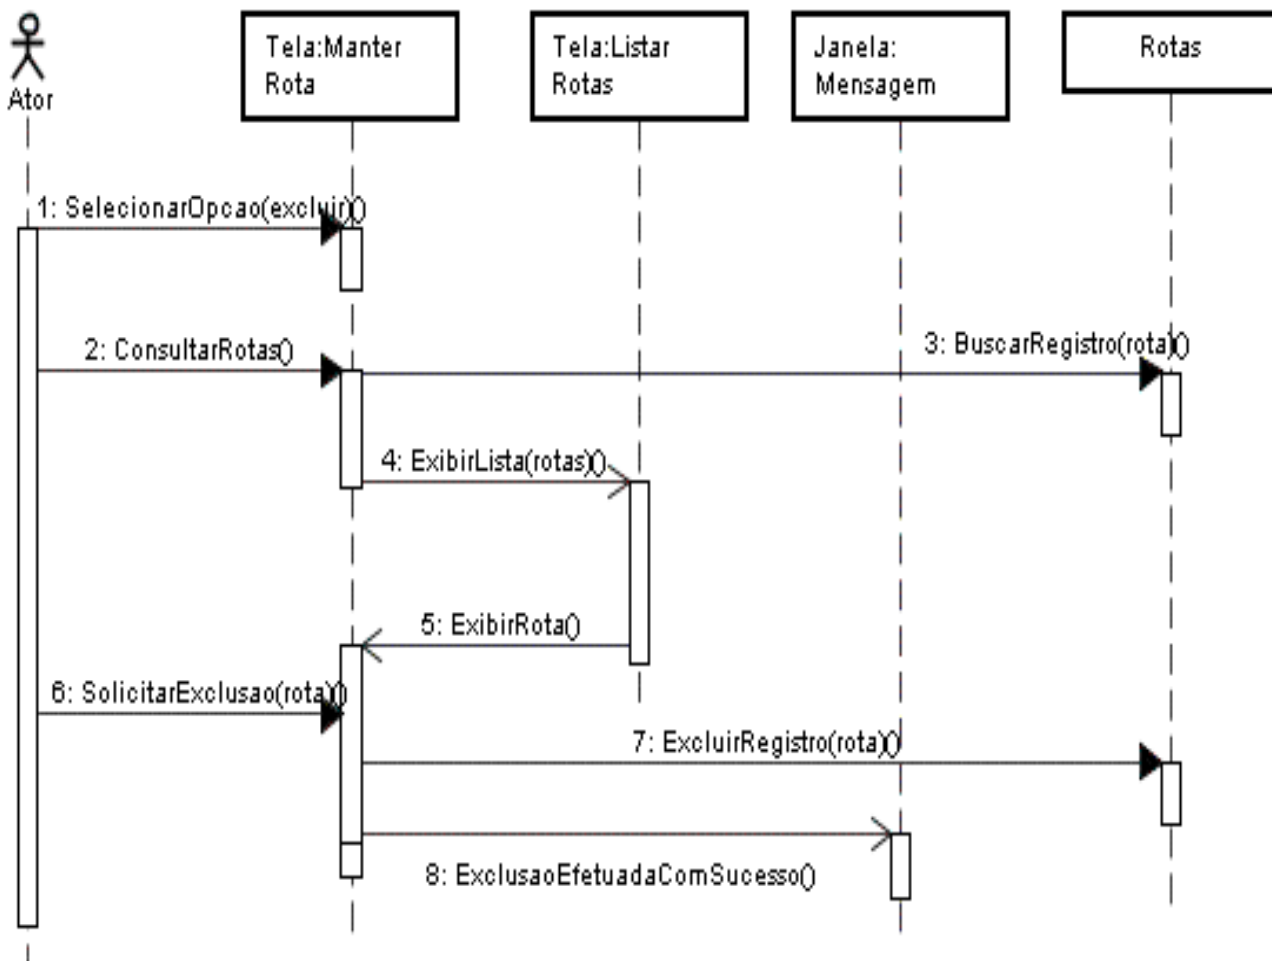 Ator
Tela:Manter
Rota
Tela:Listar
Rotas
Janela:
Mensagem
Rotas
1: SelecionarOpcao(excluir)()
2: ConsultarRotas()
3: BuscarRegistro(rota)()
4: ExibirLista(rotas)()
5: ExibirRota()
6: SolicitarExclusao(rota)()
7: ExcluirRegistro(rota)()
8: ExclusaoEfetuadaComSucesso()